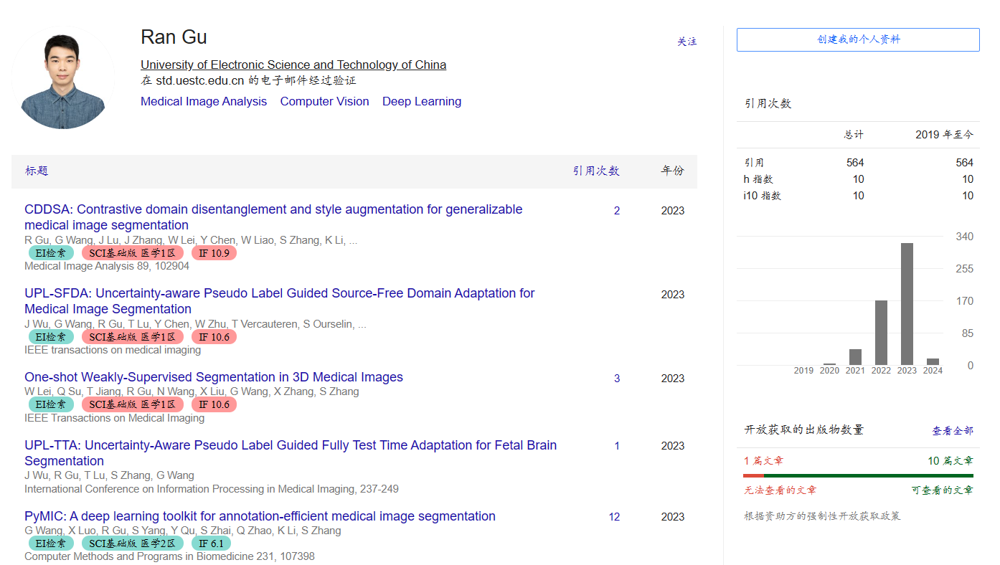 Ran Gu
关注
University of Electronic Science and Technology of China
在 std.uestc.edu.cn 的电子邮件经过验证
Medical Image Analysis Computer Vision Deep Learning
标题 引用次数 年份
CDDSA: Contrastive domain disentanglement and style augmentation for generalizable
medical image segmentation
2 2023
R Gu, G Wang, J Lu, J Zhang, W Lei, Y Chen, W Liao, S Zhang, K Li, ...
EI检索 SCI基础版 医学1区 IF 10.9
Medical Image Analysis 89, 102904
UPL-SFDA: Uncertainty-aware Pseudo Label Guided Source-Free Domain Adaptation for
Medical Image Segmentation
2023
J Wu, G Wang, R Gu, T Lu, Y Chen, W Zhu, T Vercauteren, S Ourselin, ...
EI检索 SCI基础版 医学1区 IF 10.6
IEEE transactions on medical imaging
One-shot Weakly-Supervised Segmentation in 3D Medical Images
3 2023
W Lei, Q Su, T Jiang, R Gu, N Wang, X Liu, G Wang, X Zhang, S Zhang
EI检索 SCI基础版 医学1区 IF 10.6
IEEE Transactions on Medical Imaging
UPL-TTA: Uncertainty-Aware Pseudo Label Guided Fully Test Time Adaptation for Fetal Brain
Segmentation
1 2023
J Wu, R Gu, T Lu, S Zhang, G Wang
International Conference on Information Processing in Medical Imaging, 237-249
PyMIC: A deep learning toolkit for annotation-efficient medical image segmentation
12 2023
G Wang, X Luo, R Gu, S Yang, Y Qu, S Zhai, Q Zhao, K Li, S Zhang
EI检索 SCI基础版 医学2区 IF 6.1
Computer Methods and Programs in Biomedicine 231, 107398
创建我的个人资料
引用次数
总计 2019 年至今
引用 564 564
h 指数 10 10
i10 指数 10 10
340
255
170
85
0
2019 2020 2021 2022 2023 2024
开放获取的出版物数量 查看全部
1 篇文章 10 篇文章
无法查看的文章 可查看的文章
根据资助方的强制性开放获取政策